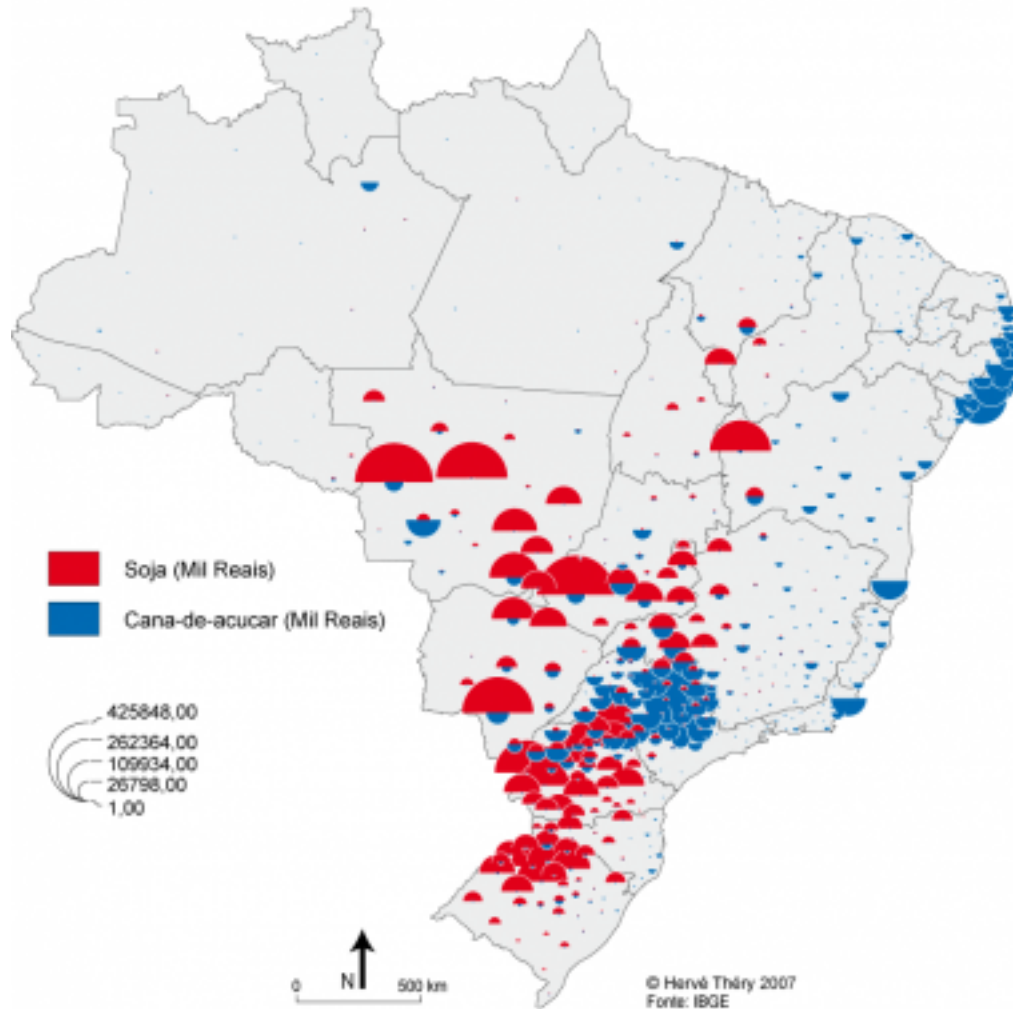 Soja (Mil Reais)
Cana-de-acucar (Mil Reais)
425848,00
262364,00
109934,00
26798,00
1,00
N
0 500 km
© Hervé Théry 2007
Fonte: IBGE